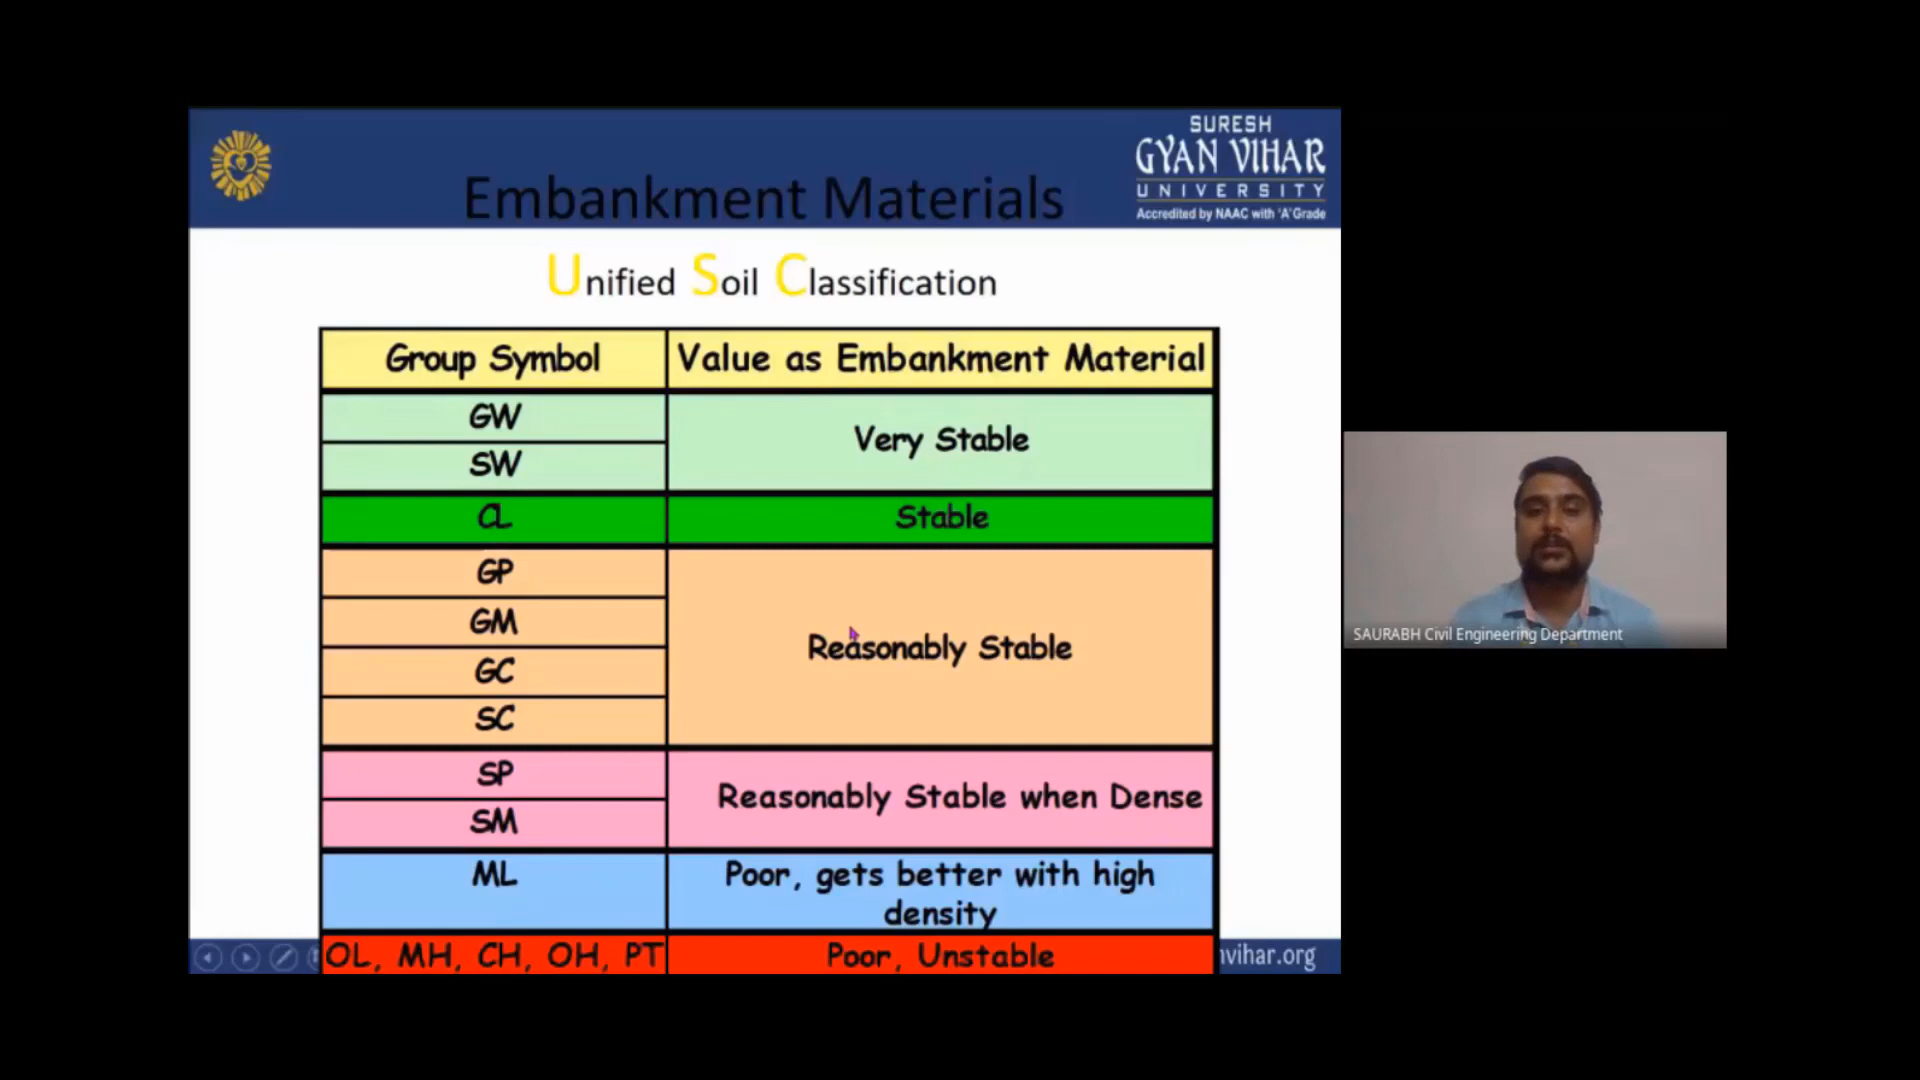 SURESH
GYAN VIHAR
UNIVERSITY
Accredited by NAAC with 'A' Grade
Embankment Materials
Unified Soil Classification
Group Symbol
Value as Embankment Material
GW
SW
Very Stable
CL
Stable
GP
GM
GC
SC
Reasonably Stable
SP
SM
Reasonably Stable when Dense
ML
Poor, gets better with high
density
OL, MH, CH, OH, PT
Poor, Unstable
vihar.org
SAURABH Civil Engineering Department